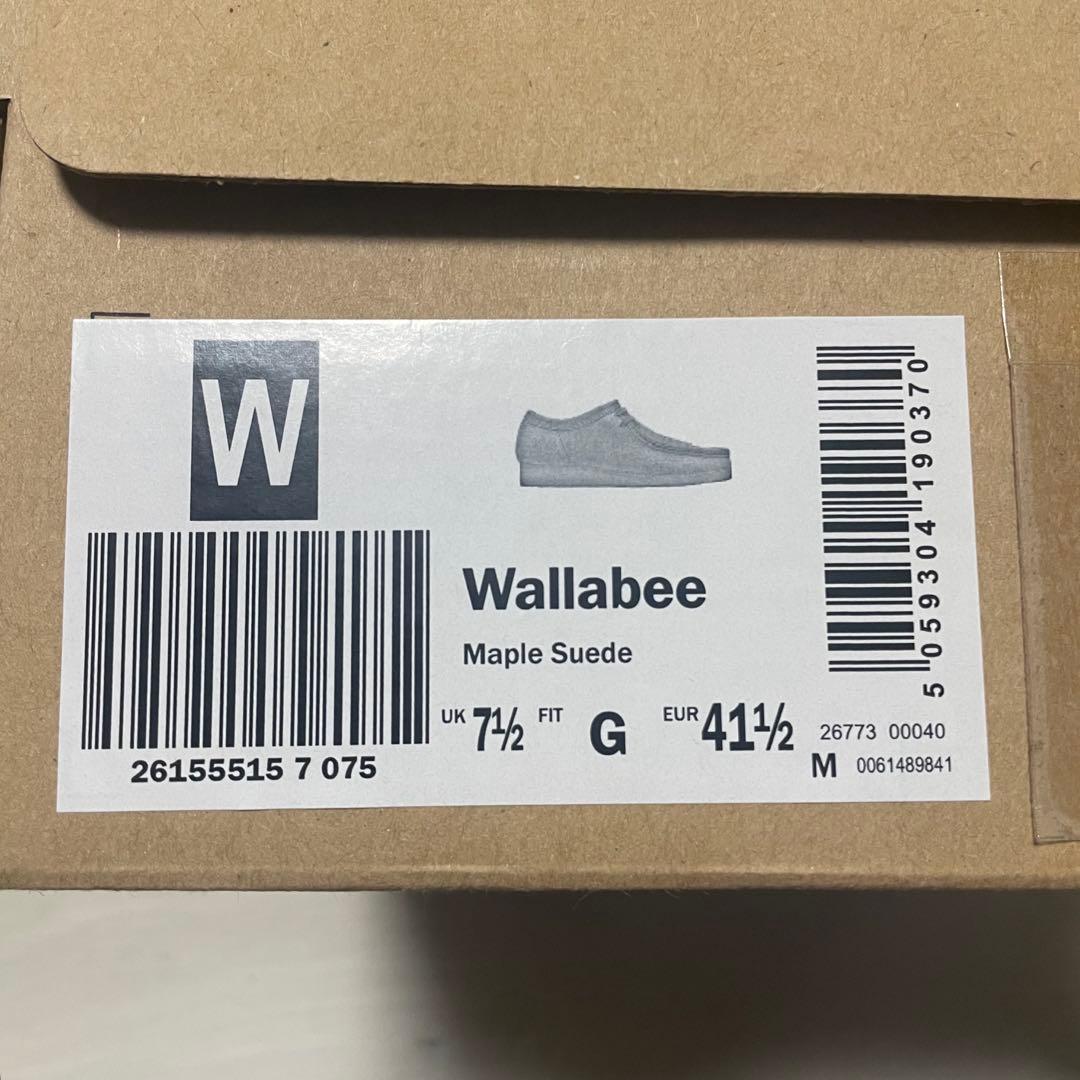 W
Wallabee
Maple Suede
UK 7½ FIT G EUR 41½
26155515 7 075
5 059304 190370
26773 00040
M 0061489841